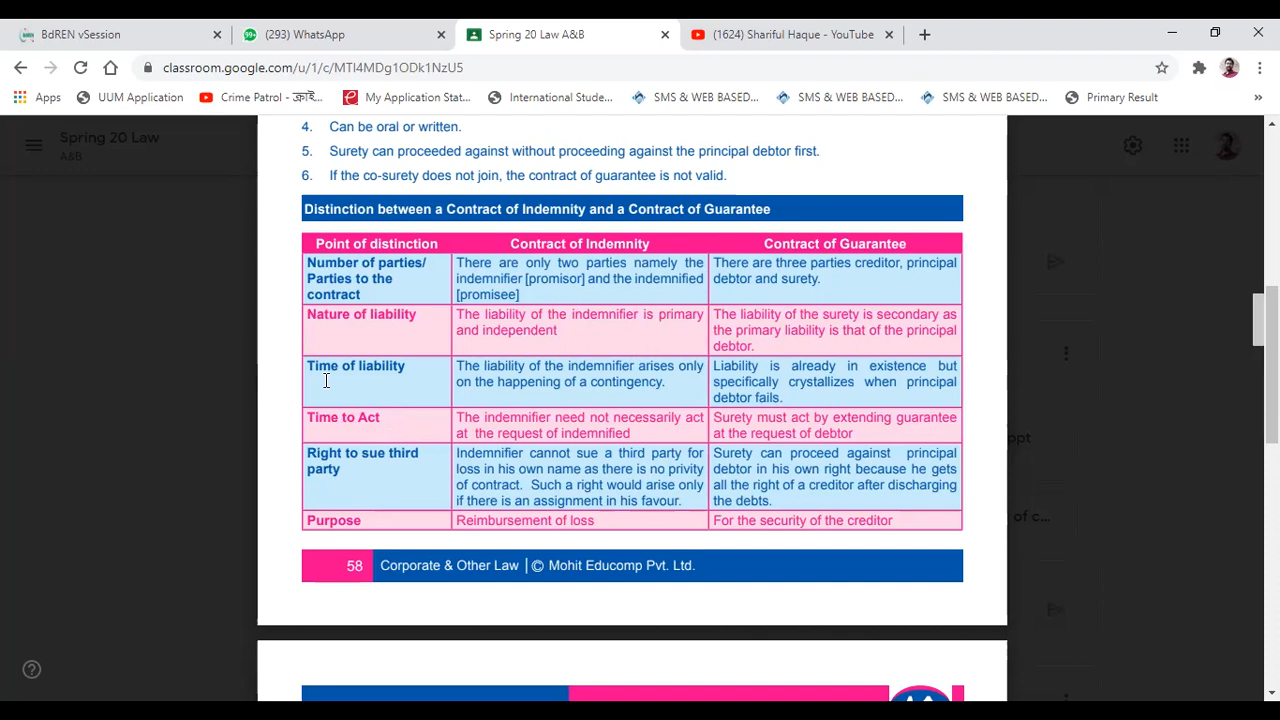 BdREN vSession
99+
(293) WhatsApp
Spring 20 Law A&B
(1624) Shariful Haque - YouTube
classroom.google.com/u/1/c/MTI4MDg1ODk1NzU5
Apps
UUM Application
Crime Patrol - ক্রাই...
My Application Stat...
International Stude...
SMS & WEB BASED...
SMS & WEB BASED...
SMS & WEB BASED...
Primary Result
»
Spring 20 Law
A&B
4. Can be oral or written.
5. Surety can proceeded against without proceeding against the principal debtor first.
6. If the co-surety does not join, the contract of guarantee is not valid.
Distinction between a Contract of Indemnity and a Contract of Guarantee
Point of distinction
Contract of Indemnity
Contract of Guarantee
Number of parties/
Parties to the
contract
There are only two parties namely the
indemnifier [promisor] and the indemnified
[promisee]
There are three parties creditor, principal
debtor and surety.
Nature of liability
The liability of the indemnifier is primary
and independent
The liability of the surety is secondary as
the primary liability is that of the principal
debtor.
Time of liability
The liability of the indemnifier arises only
on the happening of a contingency.
Liability is already in existence but
specifically crystallizes when principal
debtor fails.
Time to Act
The indemnifier need not necessarily act
at the request of indemnified
Surety must act by extending guarantee
at the request of debtor
Right to sue third
party
Indemnifier cannot sue a third party for
loss in his own name as there is no privity
of contract. Such a right would arise only
if there is an assignment in his favour.
Surety can proceed against principal
debtor in his own right because he gets
all the right of a creditor after discharging
the debts.
Purpose
Reimbursement of loss
For the security of the creditor
ppt
of c...
58
Corporate & Other Law | © Mohit Educomp Pvt. Ltd.